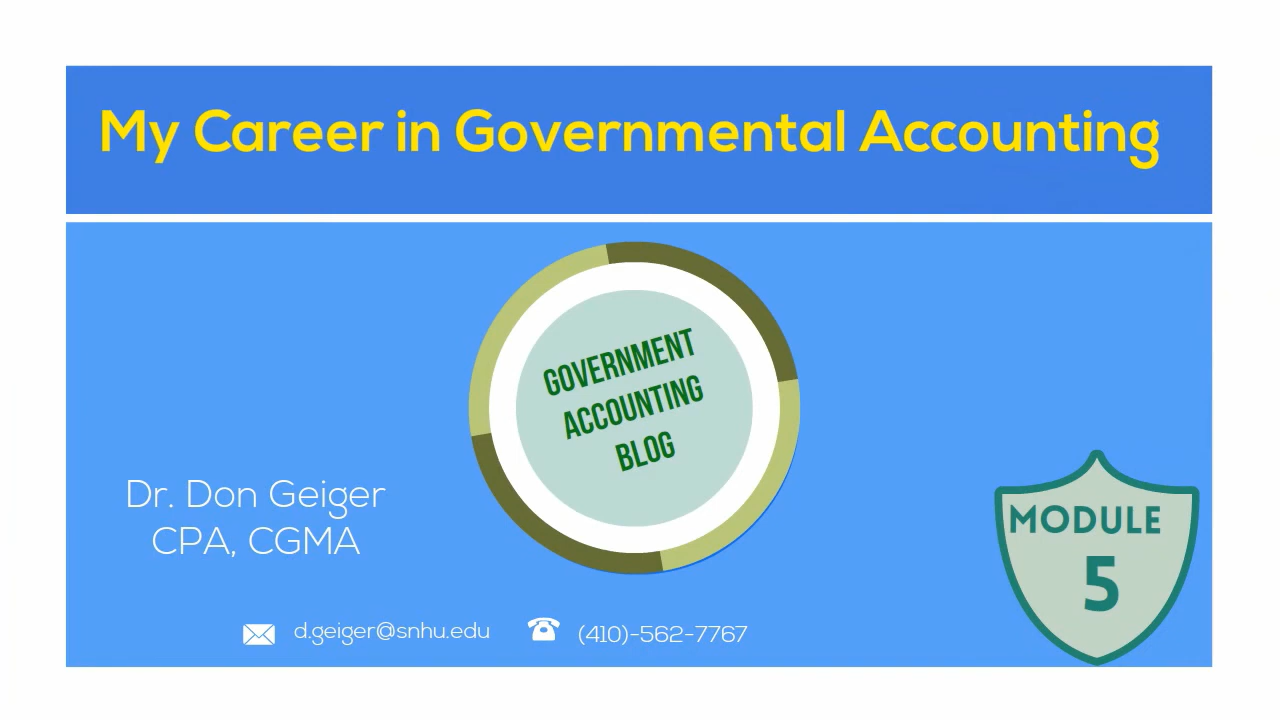 My Career in Governmental Accounting
GOVERNMENT
ACCOUNTING
BLOG
Dr. Don Geiger
CPA, CGMA
d.geiger@snhu.edu
(410)-562-7767
MODULE
5